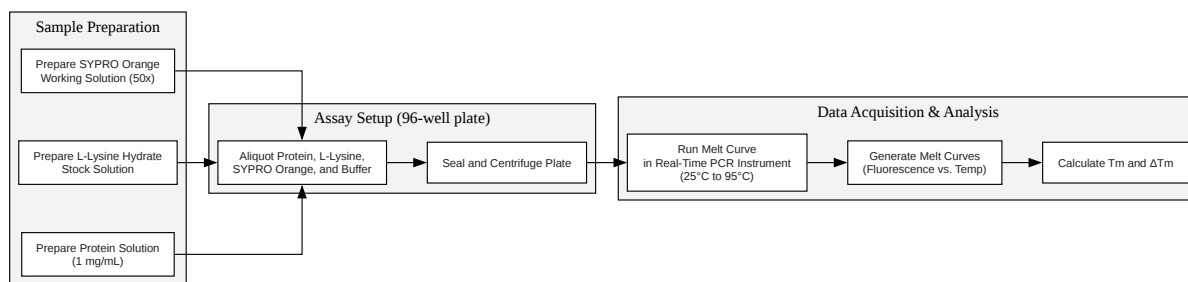 Sample Preparation
Prepare SYPRO Orange
Working Solution (50x)
Prepare L-Lysine Hydrate
Stock Solution
Prepare Protein Solution
(1 mg/mL)
Assay Setup (96-well plate)
Aliquot Protein, L-Lysine,
SYPRO Orange, and Buffer
Seal and Centrifuge Plate
Data Acquisition & Analysis
Run Melt Curve
in Real-Time PCR Instrument
(25°C to 95°C)
Generate Melt Curves
(Fluorescence vs. Temp)
Calculate Tm and ΔTm